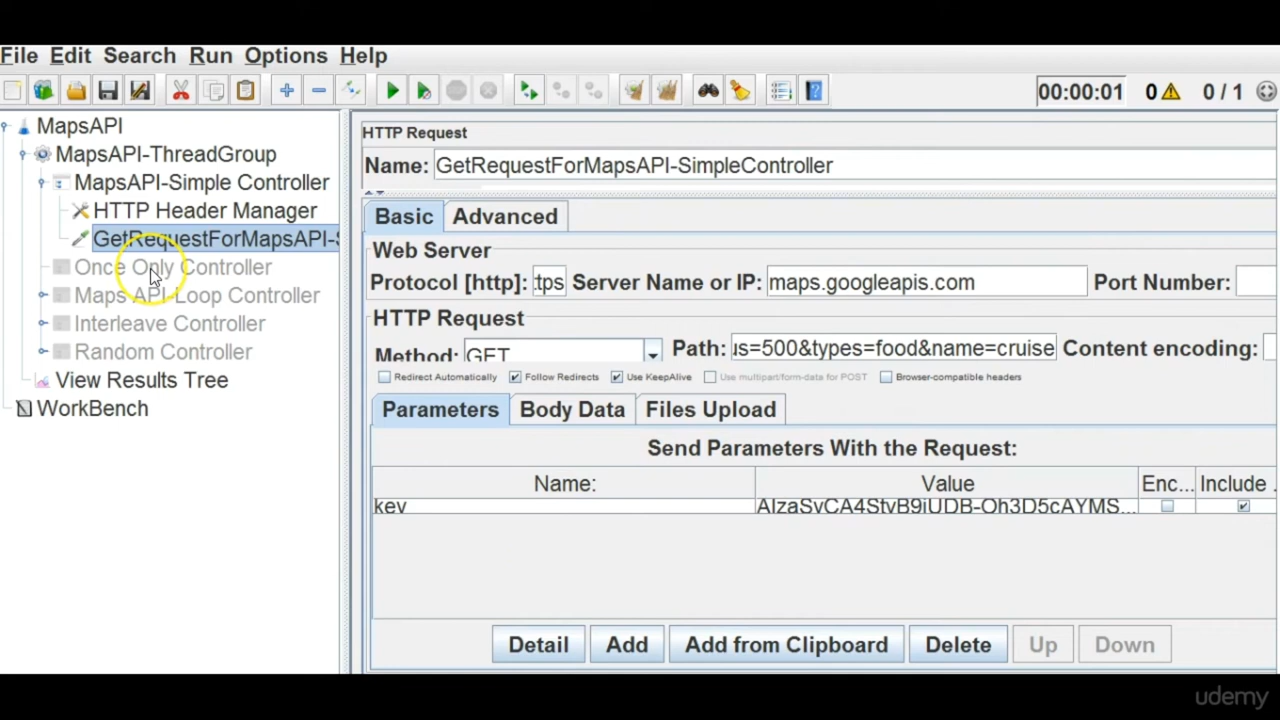 File Edit Search Run Options Help
00:00:01 0 0 / 1
MapsAPI
MapsAPI-ThreadGroup
MapsAPI-Simple Controller
HTTP Header Manager
GetRequestForMapsAPI-S
Once Only Controller
Maps API-Loop Controller
Interleave Controller
Random Controller
View Results Tree
WorkBench
HTTP Request
Name: GetRequestForMapsAPI-SimpleController
Basic Advanced
Web Server
Protocol [http]: tps Server Name or IP: maps.googleapis.com Port Number:
HTTP Request
Method: GET Path: us=500&types=food&name=cruise Content encoding:
Redirect Automatically Follow Redirects Use KeepAlive Use multipart/form-data for POST Browser-compatible headers
Parameters Body Data Files Upload
Send Parameters With the Request:
Name: Value Enc... Include
key
Detail Add Add from Clipboard Delete Up Down
udemy